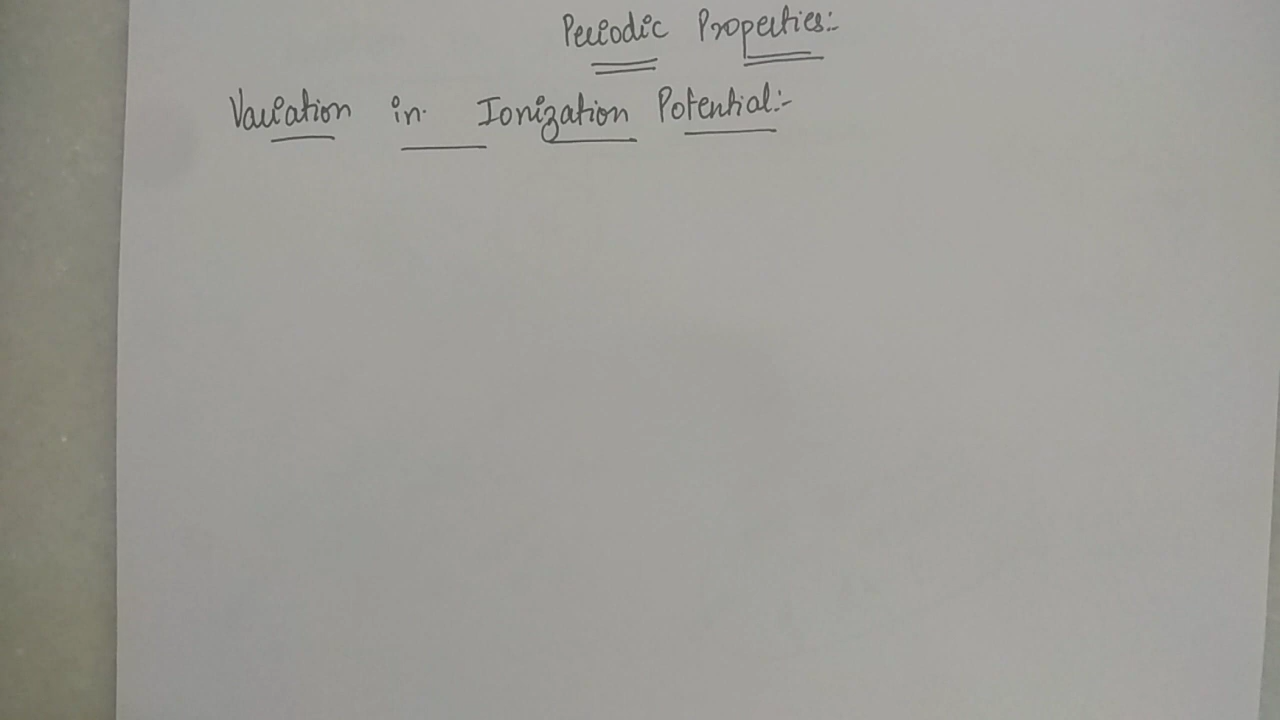 Periodic Properties:-
Variation in Ionization Potential:-